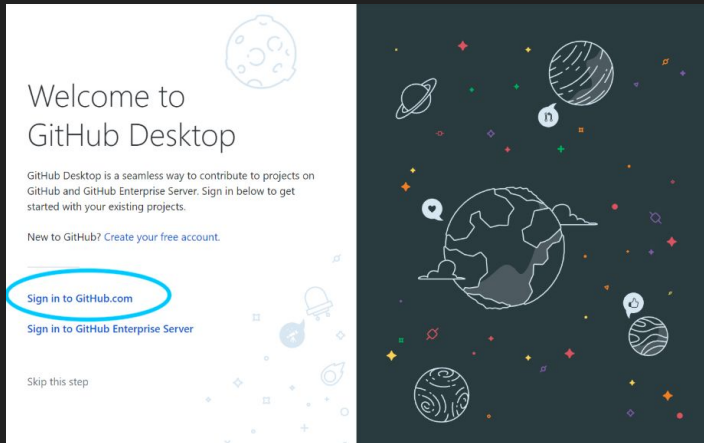 Welcome to
GitHub Desktop
GitHub Desktop is a seamless way to contribute to projects on
GitHub and GitHub Enterprise Server. Sign in below to get
started with your existing projects.
New to GitHub? Create your free account.
Sign in to GitHub.com
Sign in to GitHub Enterprise Server
Skip this step
n